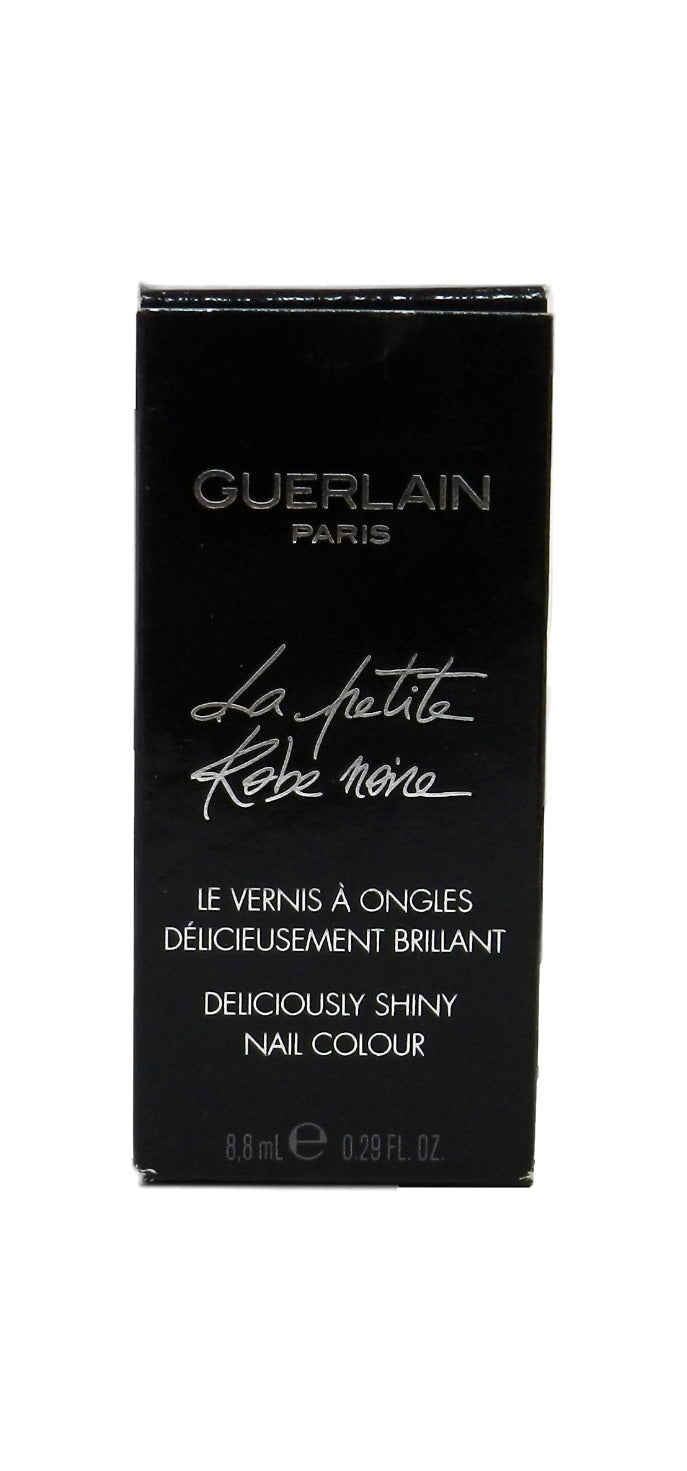 GUERLAIN
PARIS
La petite
Robe noire
LE VERNIS À ONGLES
DÉLICIEUSEMENT BRILLANT
DELICIOUSLY SHINY
NAIL COLOUR
8,8 mL e 0.29 FL. OZ.